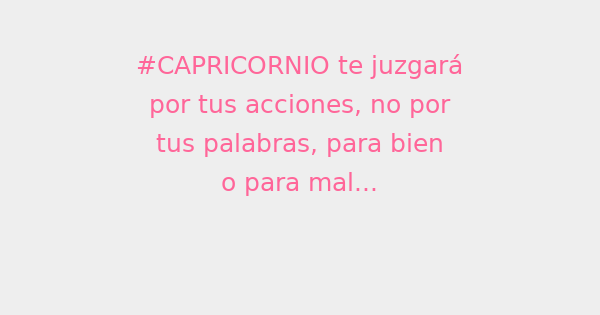 #CAPRICORNIO te juzgará
por tus acciones, no por
tus palabras, para bien
o para mal...